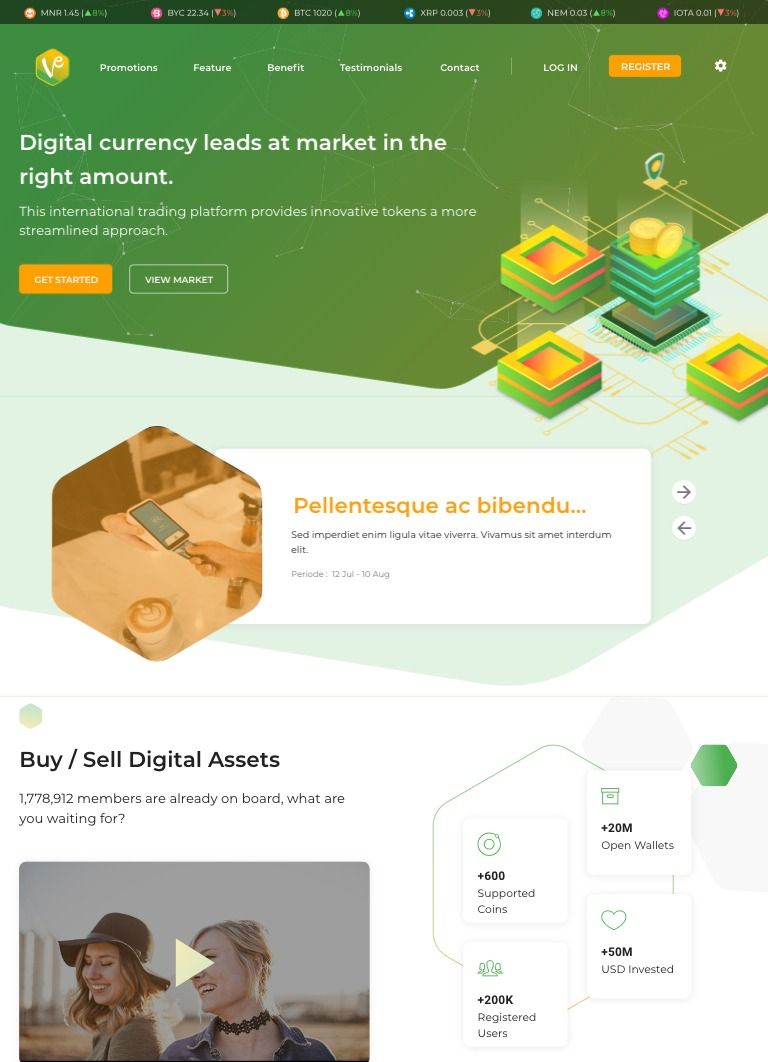 MNR 1.45 (▲8%) BYC 22.34 (▼3%) BTC 1020 (▲8%) XRP 0.003 (▼3%) NEM 0.03 (▲8%) IOTA 0.01 (▼3%)
Promotions Feature Benefit Testimonials Contact LOG IN REGISTER
Digital currency leads at market in the
right amount.
This international trading platform provides innovative tokens a more
streamlined approach.
GET STARTED VIEW MARKET
Pellentesque ac bibendu...
Sed imperdiet enim ligula vitae viverra. Vivamus sit amet interdum
elit.
Periode : 12 Jul - 10 Aug
Buy / Sell Digital Assets
1,778,912 members are already on board, what are
you waiting for?
+600
Supported
Coins
+200K
Registered
Users
+20M
Open Wallets
+50M
USD Invested